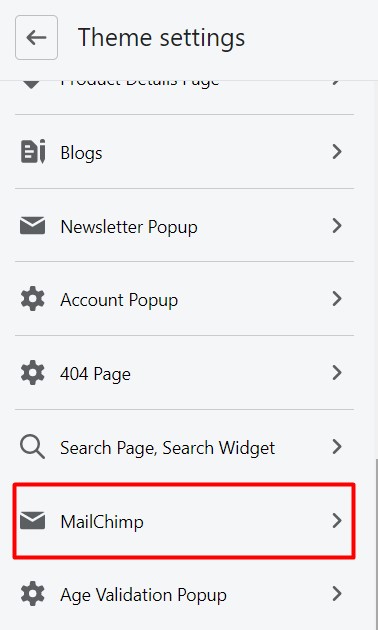 Theme settings
Product Details Page
Blogs
Newsletter Popup
Account Popup
404 Page
Search Page, Search Widget
MailChimp
Age Validation Popup